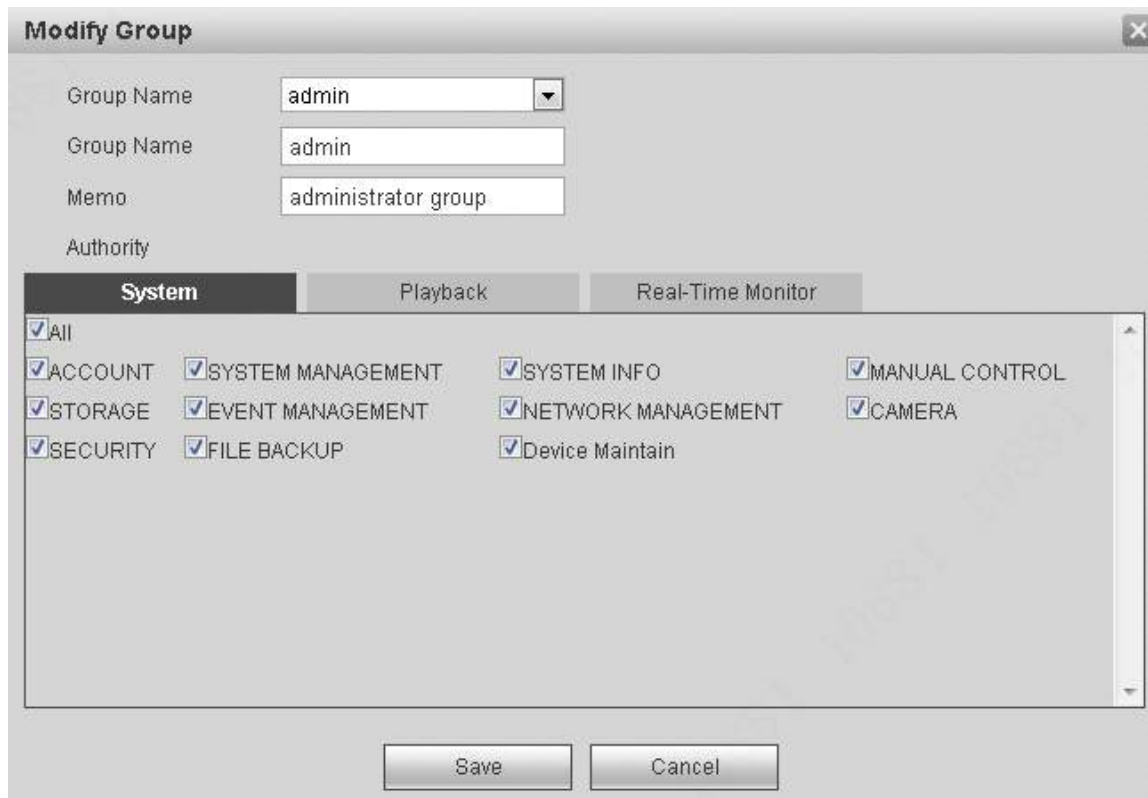 Modify Group
Group Name admin
Group Name admin
Memo administrator group
Authority
System Playback Real-Time Monitor
All
ACCOUNT SYSTEM MANAGEMENT SYSTEM INFO MANUAL CONTROL
STORAGE EVENT MANAGEMENT NETWORK MANAGEMENT CAMERA
SECURITY FILE BACKUP Device Maintain
Save Cancel